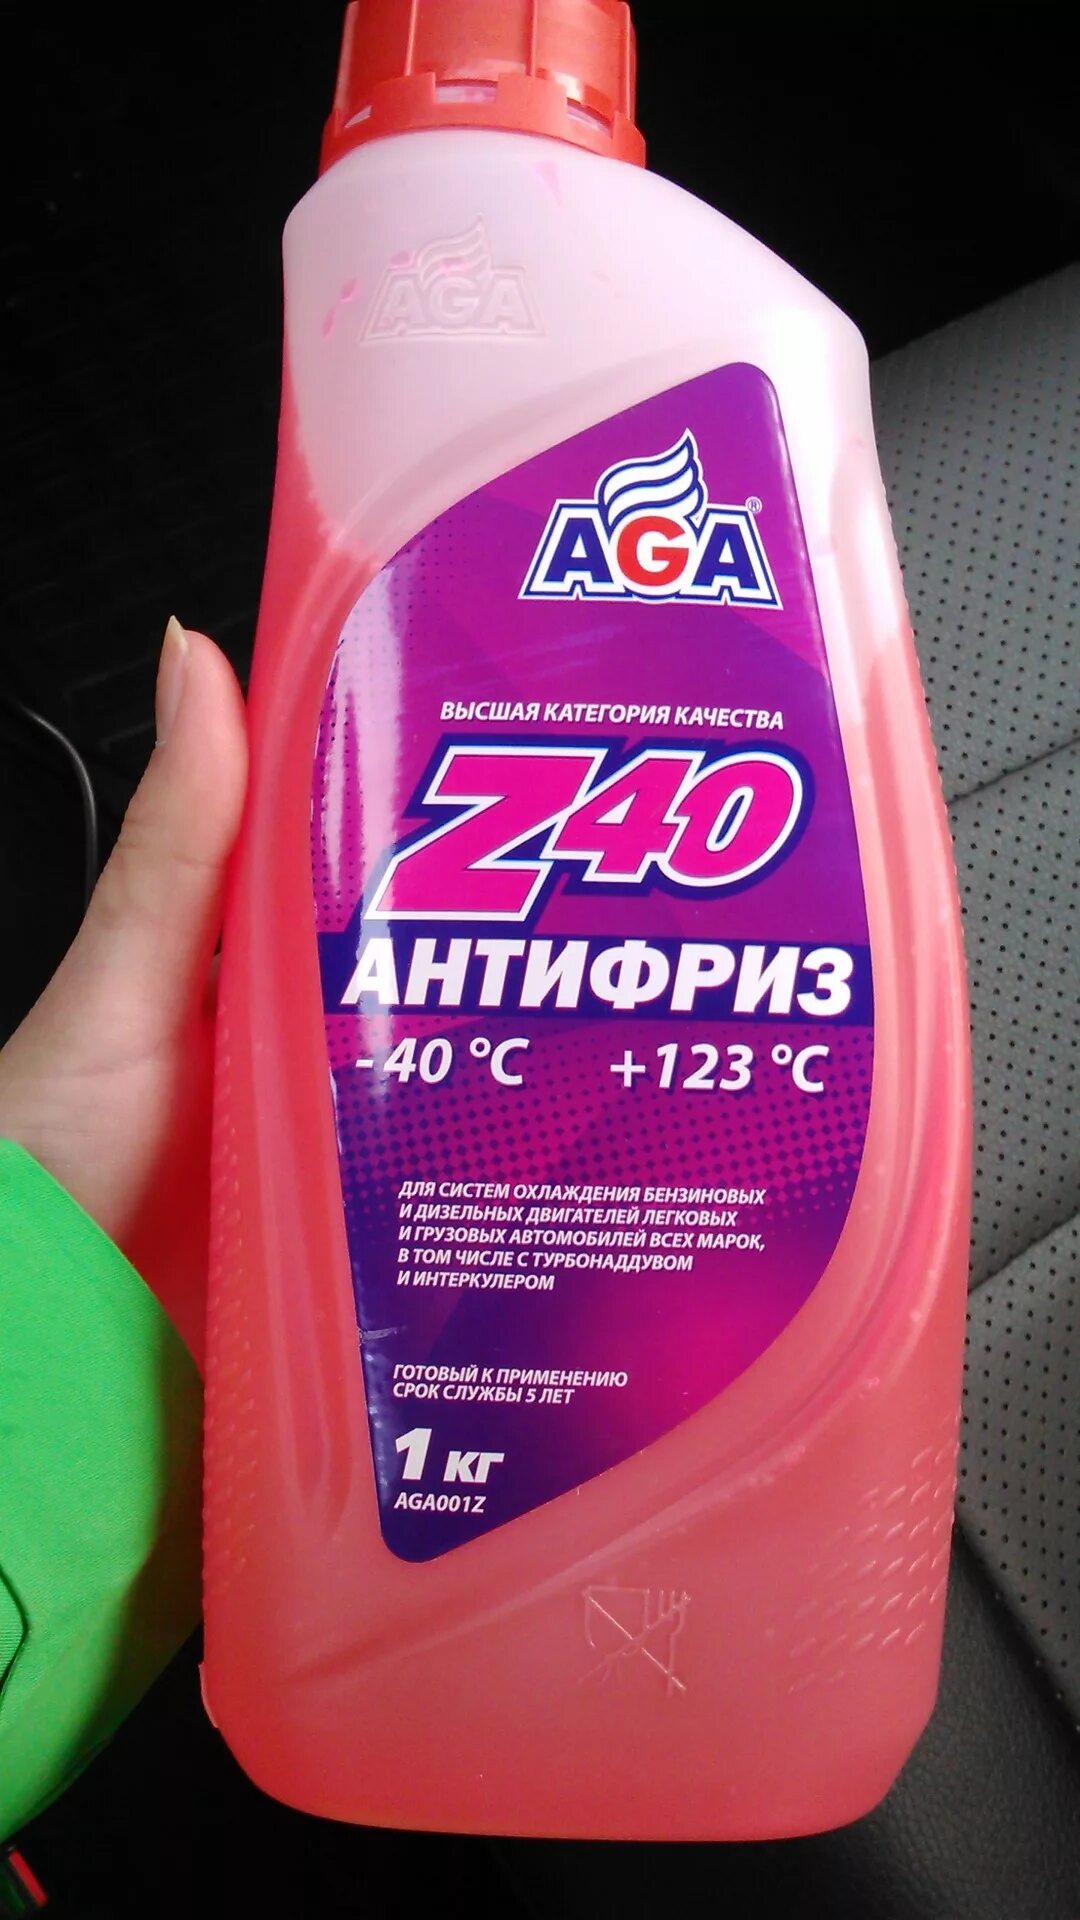 AGA
AGA®
ВЫСШАЯ КАТЕГОРИЯ КАЧЕСТВА
Z40
АНТИФРИЗ
-40 °C +123 °C
ДЛЯ СИСТЕМ ОХЛАЖДЕНИЯ БЕНЗИНОВЫХ
И ДИЗЕЛЬНЫХ ДВИГАТЕЛЕЙ ЛЕГКОВЫХ
И ГРУЗОВЫХ АВТОМОБИЛЕЙ ВСЕХ МАРОК,
В ТОМ ЧИСЛЕ С ТУРБОНАДДУВОМ
И ИНТЕРКУЛЕРОМ
ГОТОВЫЙ К ПРИМЕНЕНИЮ
СРОК СЛУЖБЫ 5 ЛЕТ
1 КГ
AGA001Z